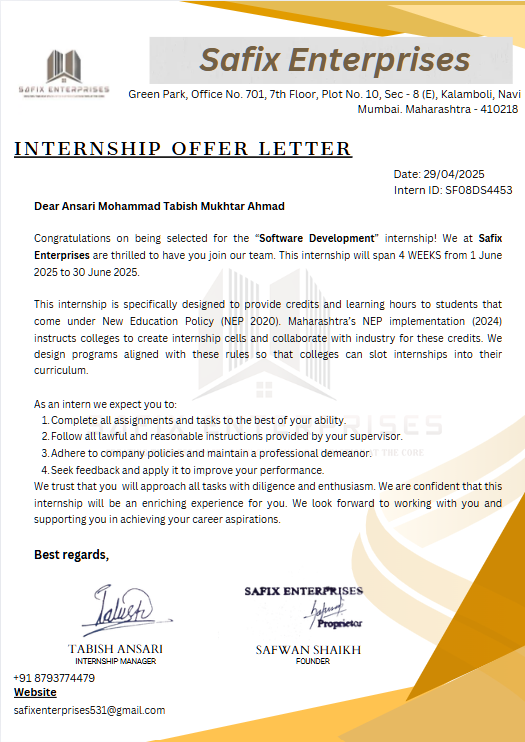 Safix Enterprises
SAFIX ENTERPRISES
Green Park, Office No. 701, 7th Floor, Plot No. 10, Sec - 8 (E), Kalamboli, Navi
Mumbai. Maharashtra - 410218
INTERNSHIP OFFER LETTER
Date: 29/04/2025
Intern ID: SF08DS4453
Dear Ansari Mohammad Tabish Mukhtar Ahmad
Congratulations on being selected for the “Software Development” internship! We at Safix
Enterprises are thrilled to have you join our team. This internship will span 4 WEEKS from 1 June
2025 to 30 June 2025.
This internship is specifically designed to provide credits and learning hours to students that
come under New Education Policy (NEP 2020). Maharashtra's NEP implementation (2024)
instructs colleges to create internship cells and collaborate with industry for these credits. We
design programs aligned with these rules so that colleges can slot internships into their
curriculum.
As an intern we expect you to:
1. Complete all assignments and tasks to the best of your ability.
2. Follow all lawful and reasonable instructions provided by your supervisor.
3. Adhere to company policies and maintain a professional demeanor.
4. Seek feedback and apply it to improve your performance.
We trust that you will approach all tasks with diligence and enthusiasm. We are confident that this
internship will be an enriching experience for you. We look forward to working with you and
supporting you in achieving your career aspirations.
SAFIX ENTERPRISES
Best regards,
Tabish
SAFIX ENTERPRISES
Proprietor
TABISH ANSARI
INTERNSHIP MANAGER
SAFWAN SHAIKH
FOUNDER
+91 8793774479
Website
safixenterprises531@gmail.com